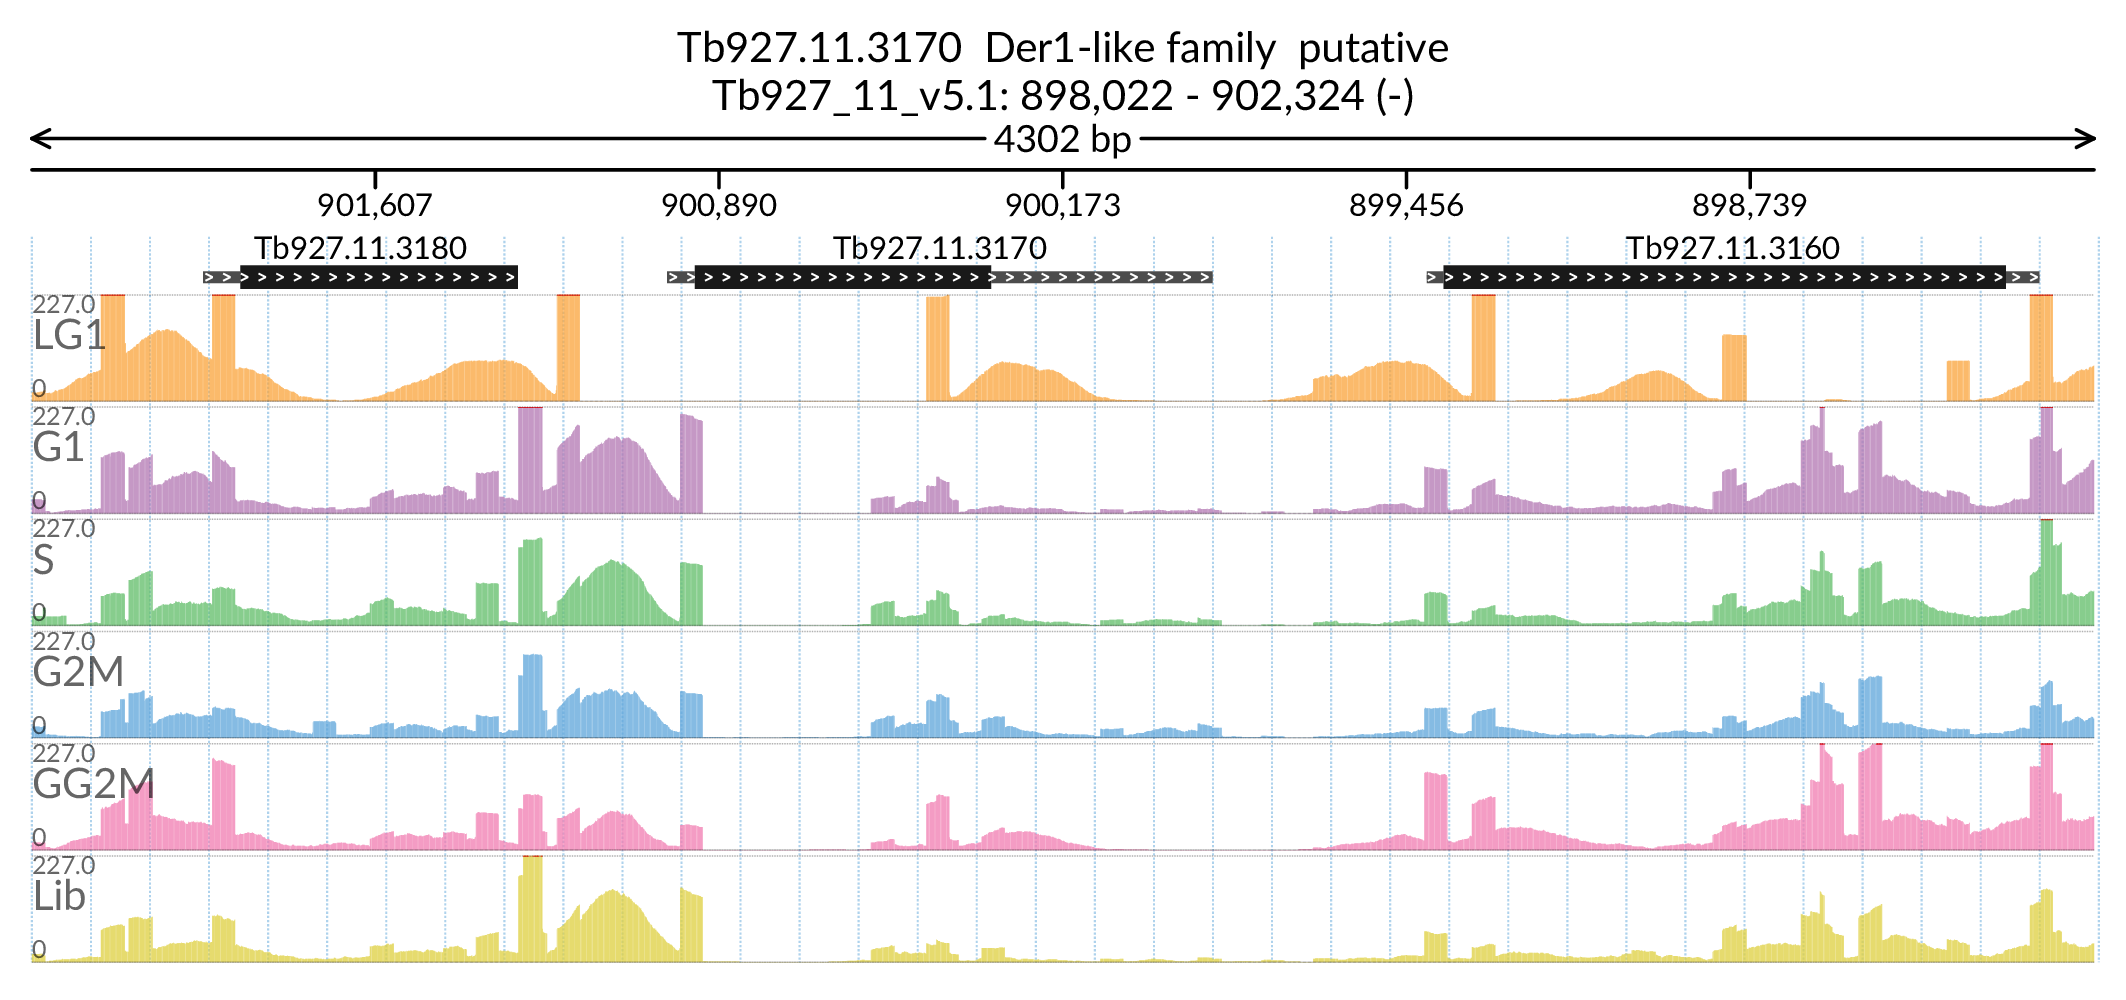 Tb927.11.3170  Der1-like family  putative
Tb927_11_v5.1: 898,022 - 902,324 (-)
4302 bp
901,607 900,890 900,173 899,456 898,739
Tb927.11.3180 Tb927.11.3170 Tb927.11.3160
227.0
LG1
0
227.0
G1
0
227.0
S
0
227.0
G2M
0
227.0
GG2M
0
227.0
Lib
0